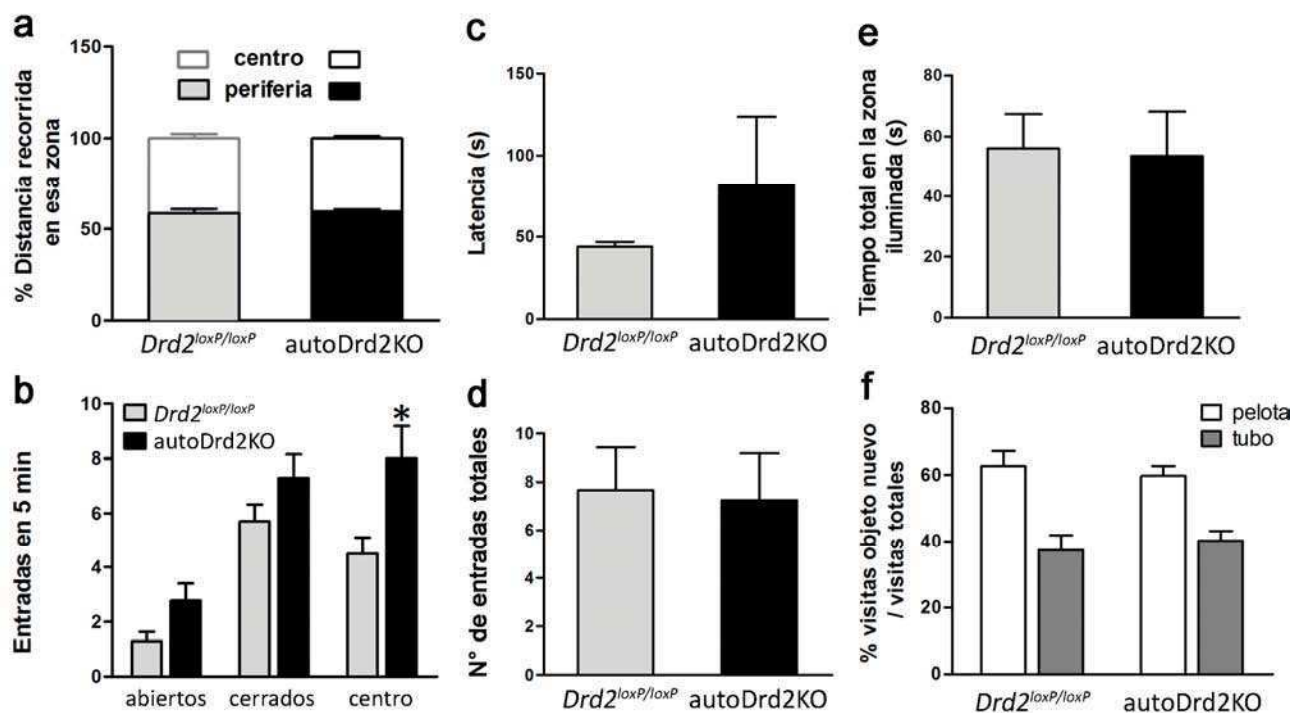 a
% Distancia recorrida
en esa zona
150
100
50
0
centro
periferia
Drd2loxP/loxP
autoDrd2KO
b
Entradas en 5 min
10
8
6
4
2
0
Drd2loxP/loxP
autoDrd2KO
*
abiertos
cerrados
centro
c
Latencia (s)
150
100
50
0
Drd2loxP/loxP
autoDrd2KO
d
N° de entradas totales
10
8
6
4
2
0
Drd2loxP/loxP
autoDrd2KO
e
Tiempo total en la zona
iluminada (s)
80
60
40
20
0
Drd2loxP/loxP
autoDrd2KO
f
% visitas objeto nuevo
/ visitas totales
80
60
40
20
0
pelota
tubo
Drd2loxP/loxP
autoDrd2KO